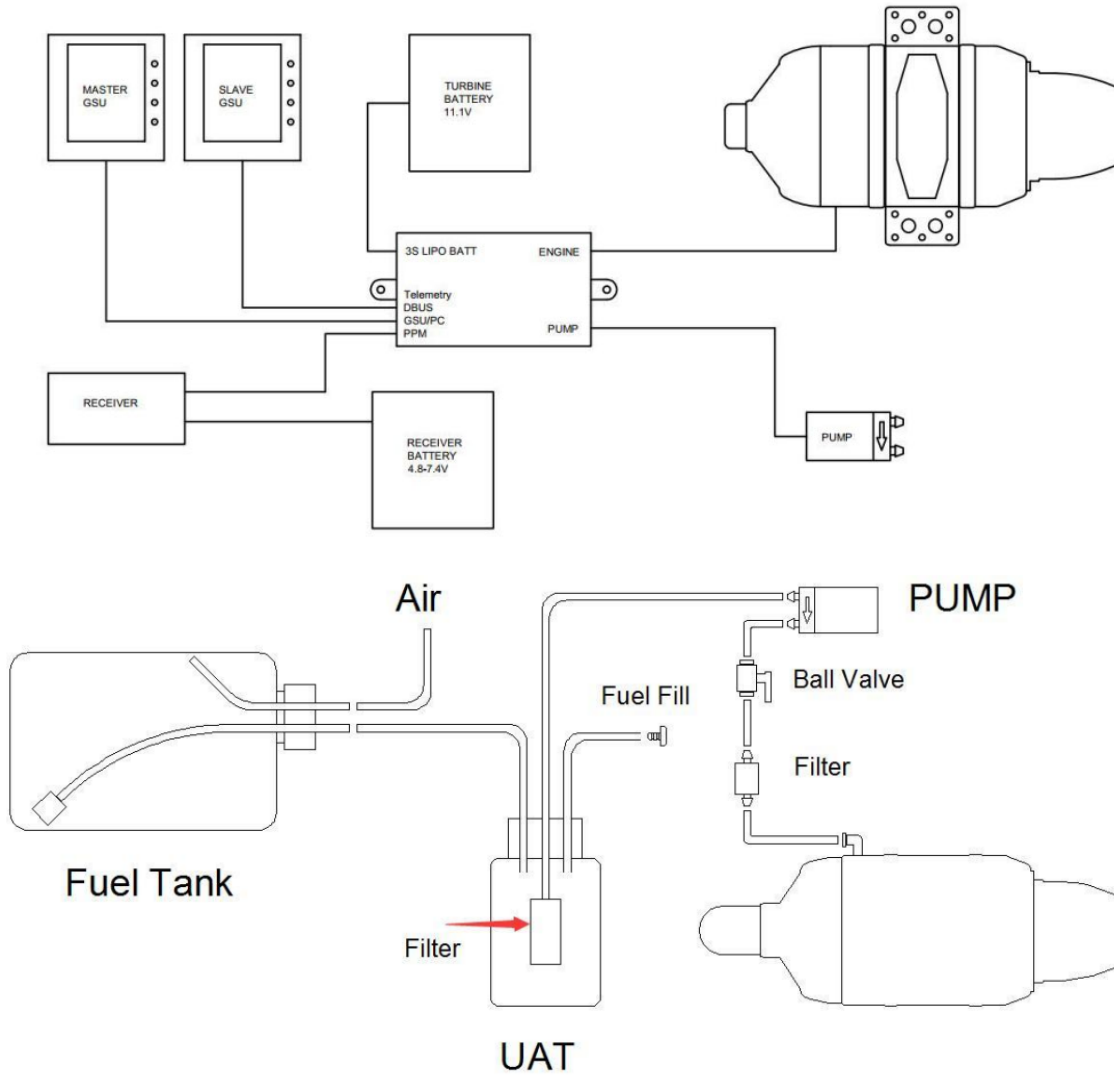 MASTER
GSU
SLAVE
GSU
TURBINE
BATTERY
11.1V
3S LIPO BATT
ENGINE
Telemetry
DBUS
GSU/PC
PPM
PUMP
RECEIVER
RECEIVER
BATTERY
4.8-7.4V
PUMP
Air
PUMP
Ball Valve
Fuel Fill
Filter
Fuel Tank
Filter
UAT